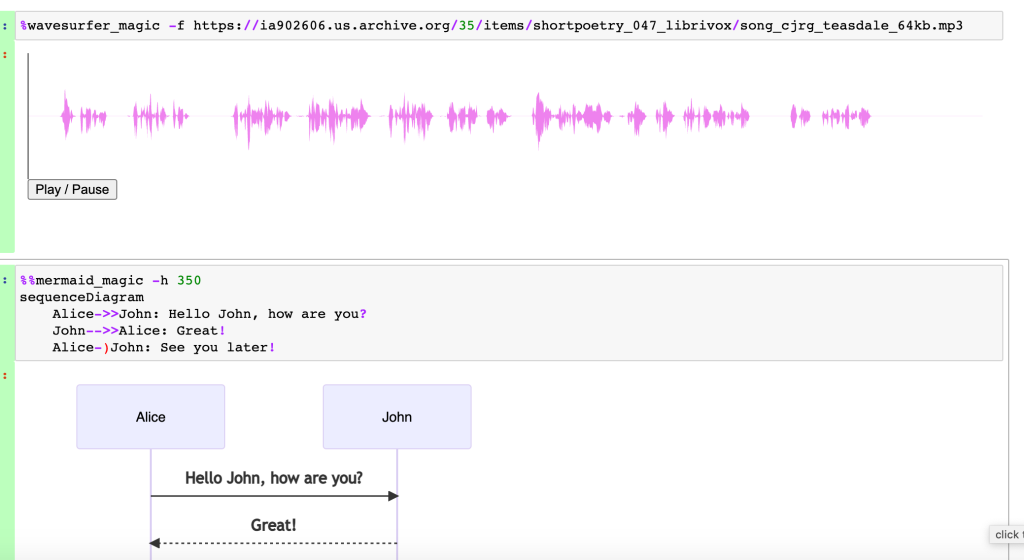 %wavesurfer_magic -f https://ia902606.us.archive.org/35/items/shortpoetry_047_librivox/song_cjrg_teasdale_64kb.mp3
Play / Pause
%%mermaid_magic -h 350
sequenceDiagram
    Alice->>John: Hello John, how are you?
    John-->>Alice: Great!
    Alice-)John: See you later!
Alice John
Hello John, how are you?
Great!
click